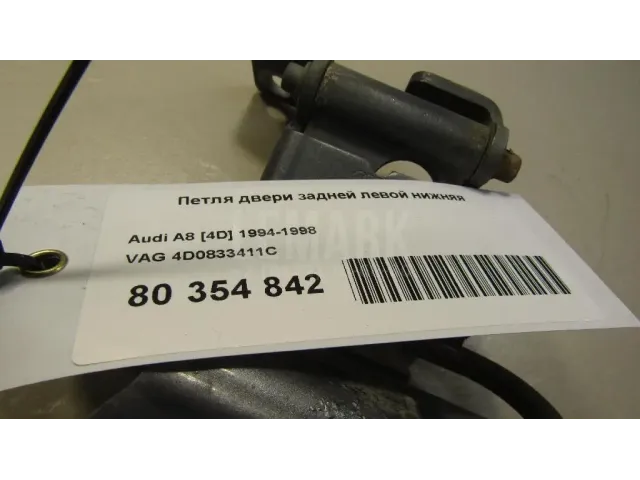 Петля двери задней левой нижняя
Audi A8 [4D] 1994-1998
VAG 4D0833411C
80 354 842